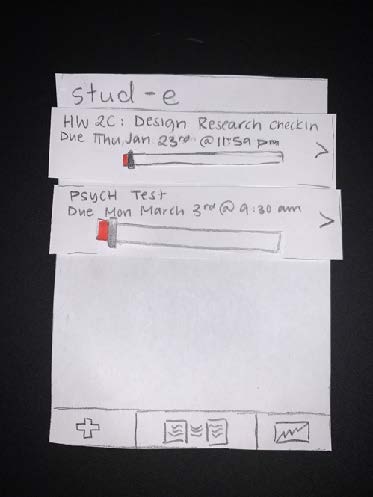 stud-e
HW 2C: Design Research checkin
Due Thu Jan 23rd @ 11:59 pm
PSYCH Test
Due Mon March 3rd @ 9:30 am